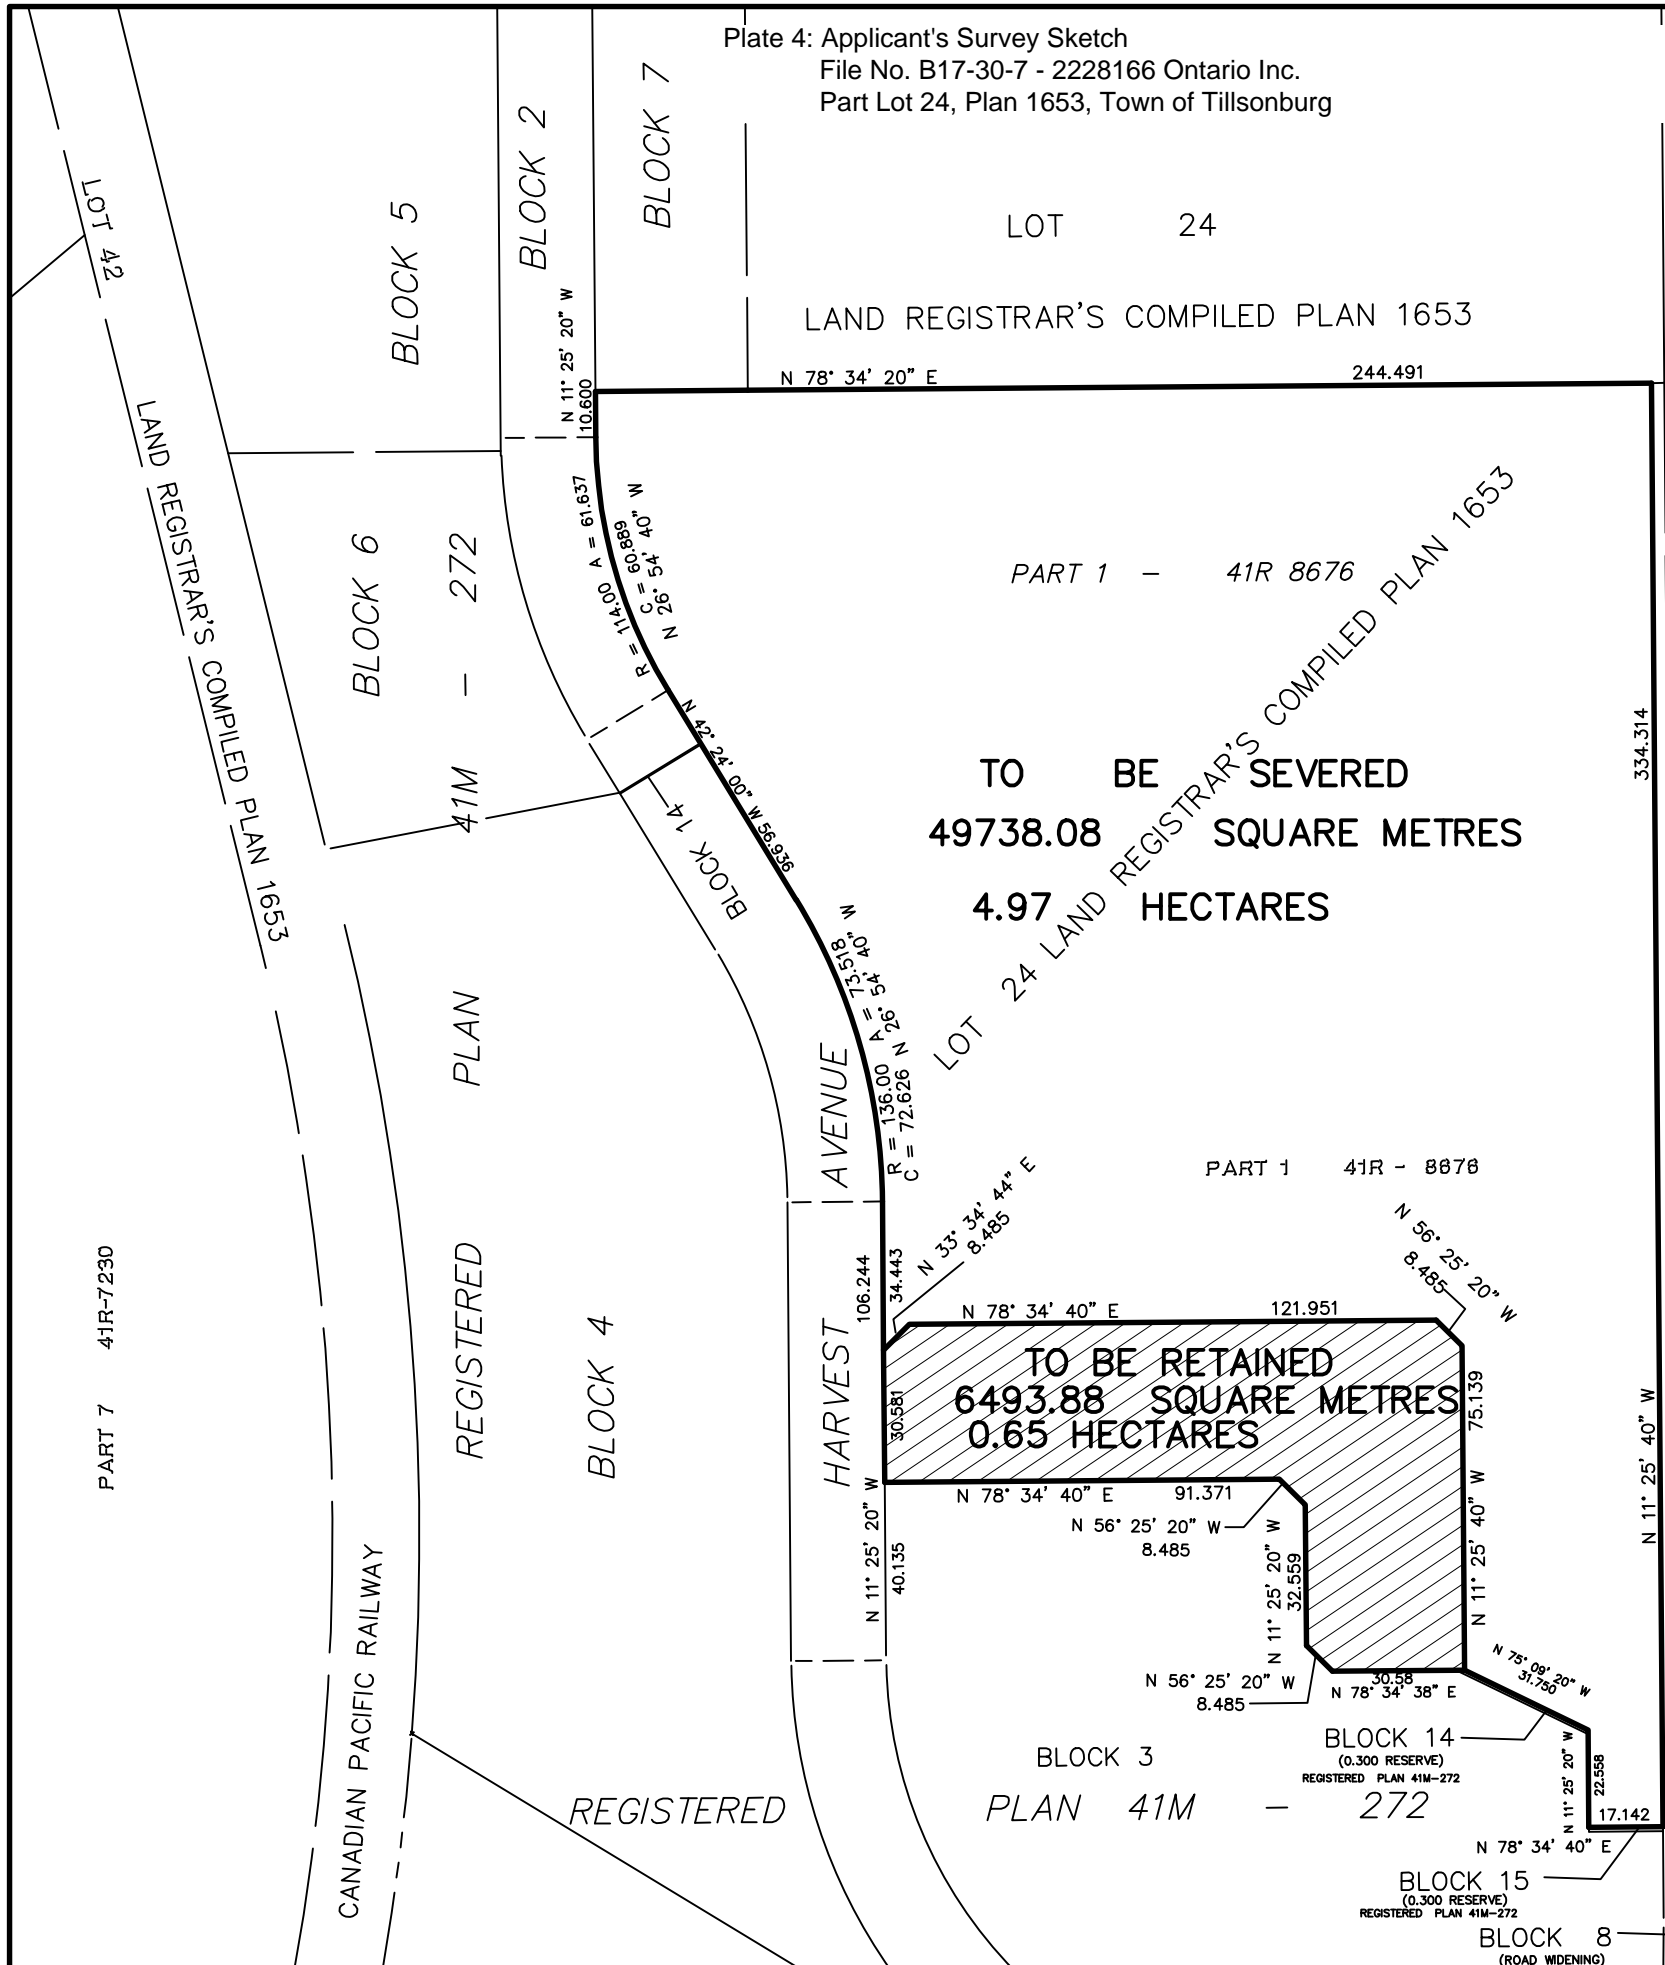 Plate 4: Applicant's Survey Sketch
File No. B17-30-7 - 2228166 Ontario Inc.
Part Lot 24, Plan 1653, Town of Tillsonburg
LOT 42
LAND REGISTRAR'S COMPILED PLAN 1653
BLOCK 5
BLOCK 2
BLOCK 7
LOT 24
LAND REGISTRAR'S COMPILED PLAN 1653
N 11° 25' 20" W
10.600
N 78° 34' 20" E
244.491
BLOCK 6
41M - 272
R = 114.00 A = 61.637
C = 60.889
N 26° 54' 40" W
PART 1 - 41R 8676
LOT 24 LAND REGISTRAR'S COMPILED PLAN 1653
334.314
N 42° 24' 00" W 56.936
BLOCK 14
TO BE SEVERED
49738.08 SQUARE METRES
4.97 HECTARES
REGISTERED PLAN
R = 136.00 A = 73.518
C = 72.626 N 26° 54' 40" W
HARVEST AVENUE
PART 1 41R - 8676
N 33° 34' 44" E
8.485
N 56° 25' 20" W
8.485
PART 7 41R-7230
BLOCK 4
106.244
34.443
N 78° 34' 40" E
121.951
TO BE RETAINED
6493.88 SQUARE METRES
0.65 HECTARES
30.581
75.139
N 11° 25' 40" W
N 11° 25' 40" W
N 78° 34' 40" E
91.371
N 56° 25' 20" W
8.485
N 11° 25' 20" W
40.135
N 11° 25' 20" W
32.559
CANADIAN PACIFIC RAILWAY
N 56° 25' 20" W
8.485
30.58
N 78° 34' 38" E
N 75° 09' 20" W
31.750
BLOCK 3
BLOCK 14
(0.300 RESERVE)
REGISTERED PLAN 41M-272
N 11° 25' 20" W
22.558
17.142
N 78° 34' 40" E
REGISTERED PLAN 41M - 272
BLOCK 15
(0.300 RESERVE)
REGISTERED PLAN 41M-272
BLOCK 8
(ROAD WIDENING)